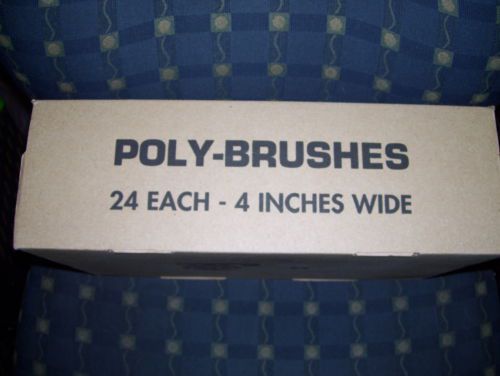 POLY-BRUSHES
24 EACH - 4 INCHES WIDE